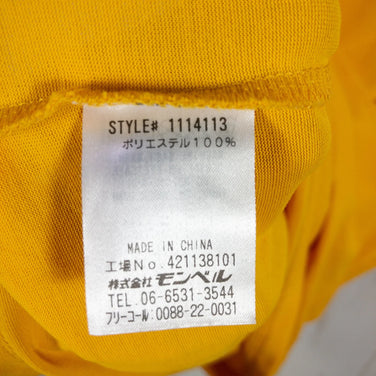 STYLE# 1114113
ポリエステル100%
MADE IN CHINA
工場No.421138101
株式会社モンベル
TEL.06-6531-3544
フリーコール:0088-22-0031